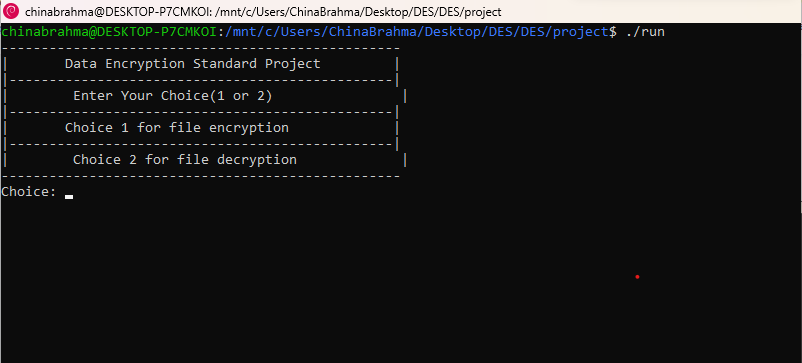 chinabrahma@DESKTOP-P7CMKOI: /mnt/c/Users/ChinaBrahma/Desktop/DES/DES/project
chinabrahma@DESKTOP-P7CMKOI:/mnt/c/Users/ChinaBrahma/Desktop/DES/DES/project$ ./run
--------------------------------------------------
|       Data Encryption Standard Project         |
|------------------------------------------------|
|        Enter Your Choice(1 or 2)                |
|------------------------------------------------|
|       Choice 1 for file encryption             |
|------------------------------------------------|
|        Choice 2 for file decryption             |
--------------------------------------------------
Choice: